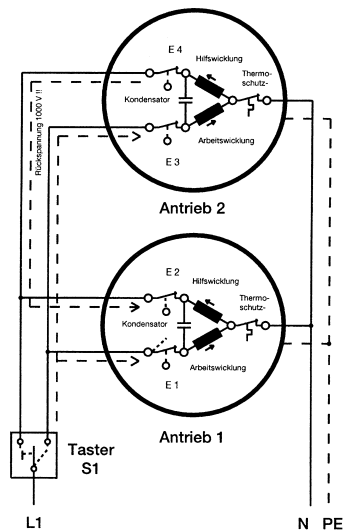 E 4
Hilfswicklung
Thermo-
schutz-
Kondensator
Rückspannung 1000 V !!
Arbeitswicklung
E 3
Antrieb 2
E 2
Hilfswicklung
Thermo-
schutz-
Kondensator
Arbeitswicklung
E 1
Antrieb 1
Taster
S1
L1
N PE